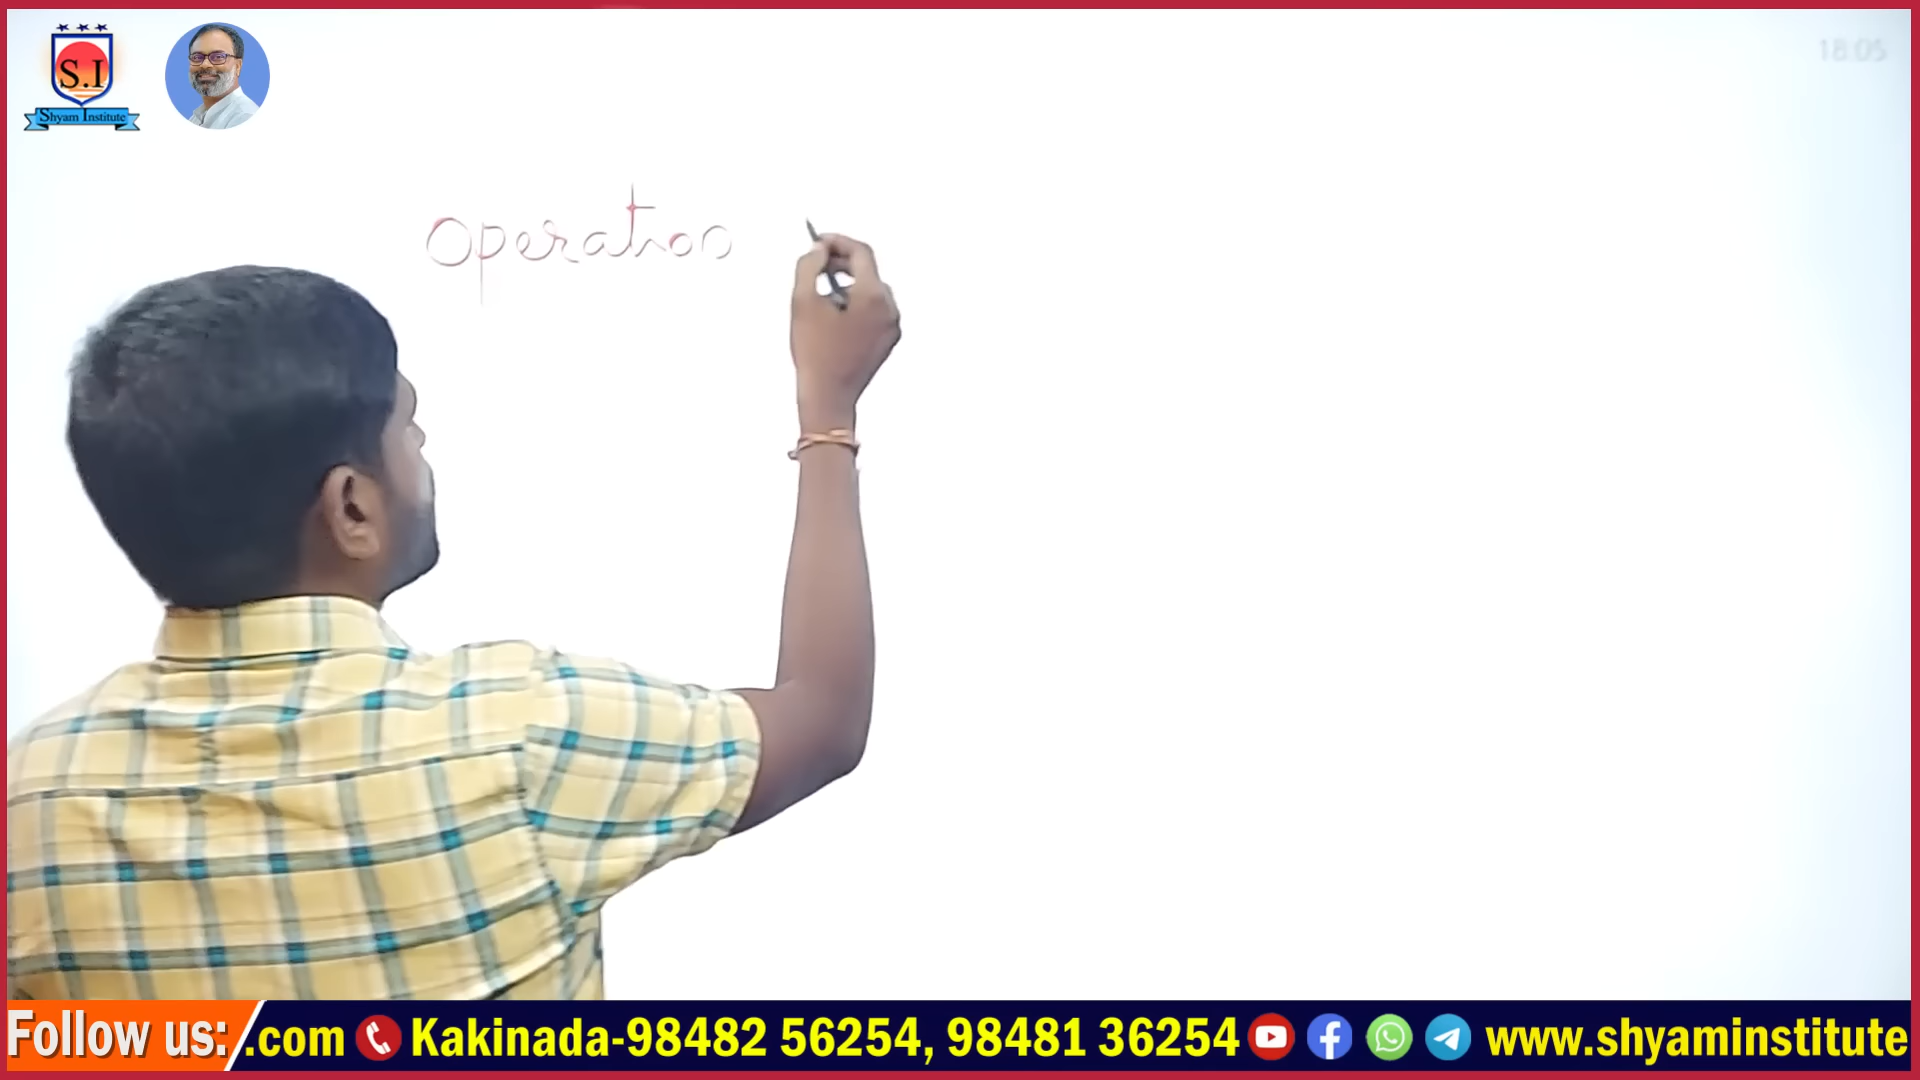 S.I
Shyam Institute
18:05
Operation
Follow us:
.com Kakinada-98482 56254, 98481 36254 www.shyaminstitute